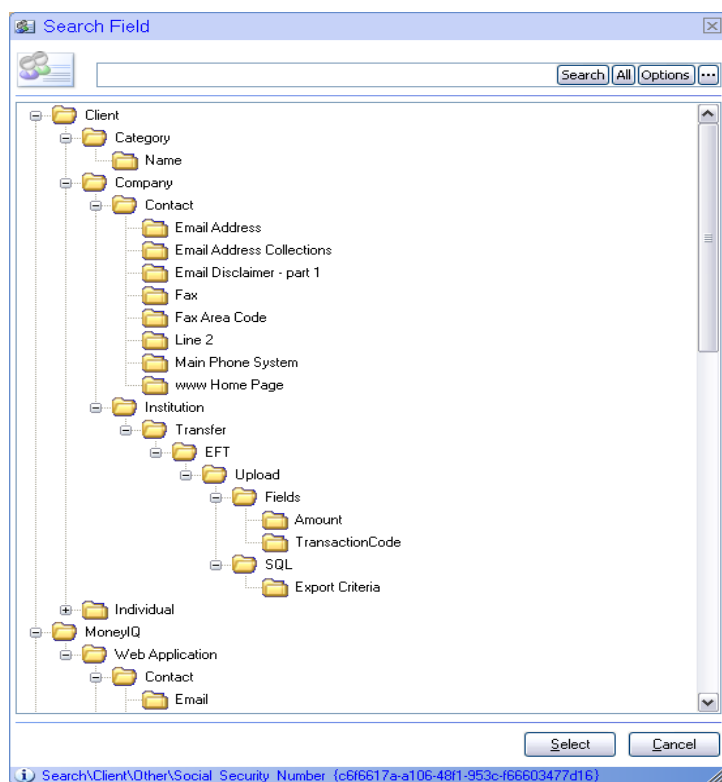 Search Field
Search All Options ...
Client
Category
Name
Company
Contact
Email Address
Email Address Collections
Email Disclaimer - part 1
Fax
Fax Area Code
Line 2
Main Phone System
www Home Page
Institution
Transfer
EFT
Upload
Fields
Amount
TransactionCode
SQL
Export Criteria
Individual
MoneyIQ
Web Application
Contact
Email
Select Cancel
Search\Client\Other\Social Security Number {c6f6617a-a106-48f1-953c-f66603477d16}